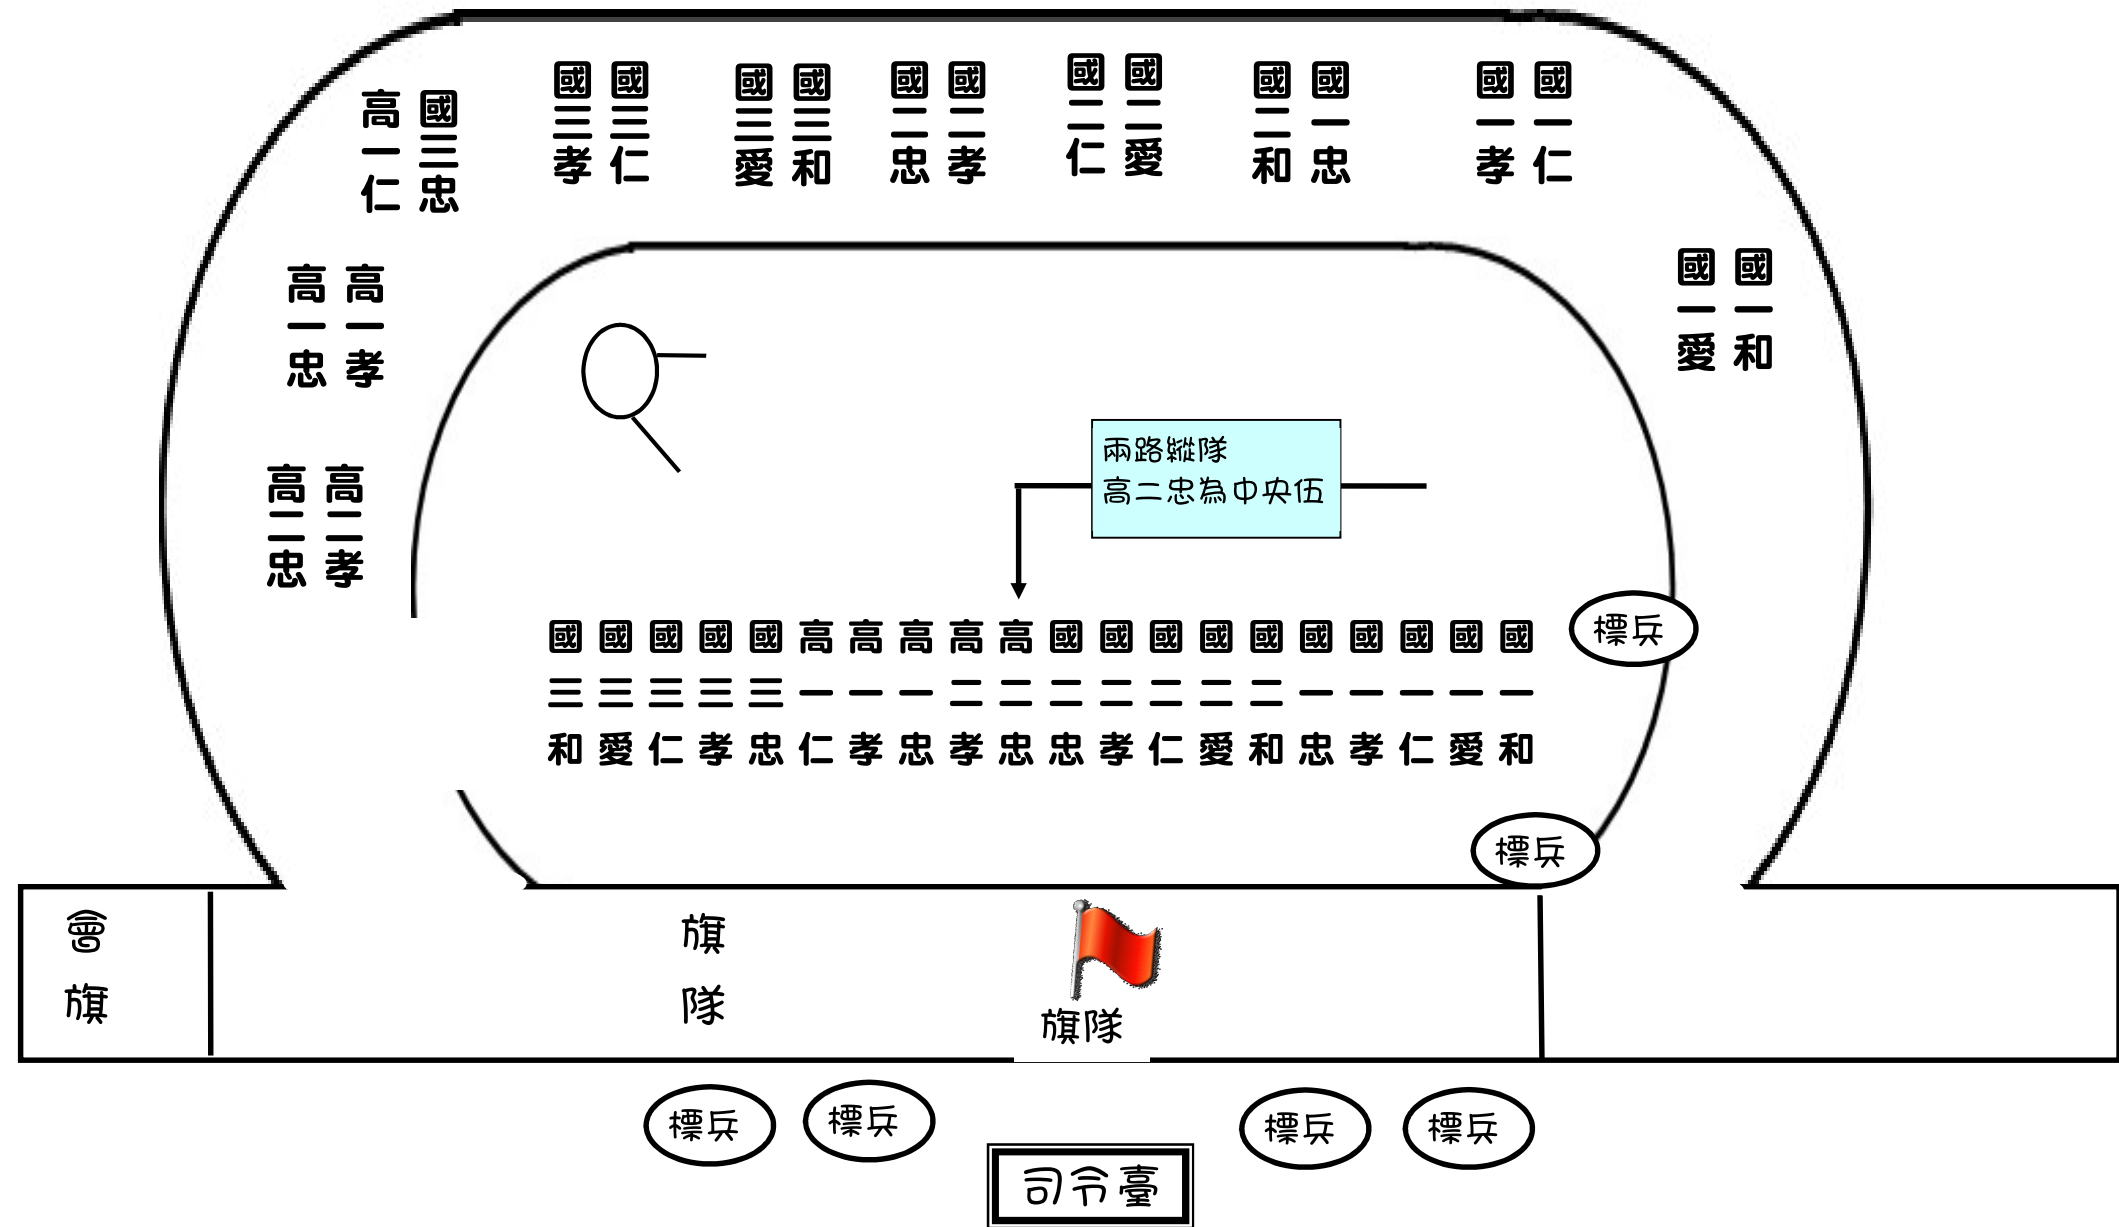 高一仁
國三忠
國三孝
國三仁
國三愛
國三和
國二忠
國二孝
國二仁
國二愛
國二和
國一忠
國一孝
國一仁
國一愛
國一和
高一忠
高一孝
高二忠
高二孝
兩路縱隊
高二忠為中央伍
國三和
國三愛
國三仁
國三孝
國三忠
高一仁
高一孝
高一忠
高二孝
高二忠
國二忠
國二孝
國二仁
國二愛
國二和
國一忠
國一孝
國一仁
國一愛
國一和
標兵
標兵
會旗
旗隊
旗隊
標兵
標兵
標兵
標兵
司令臺